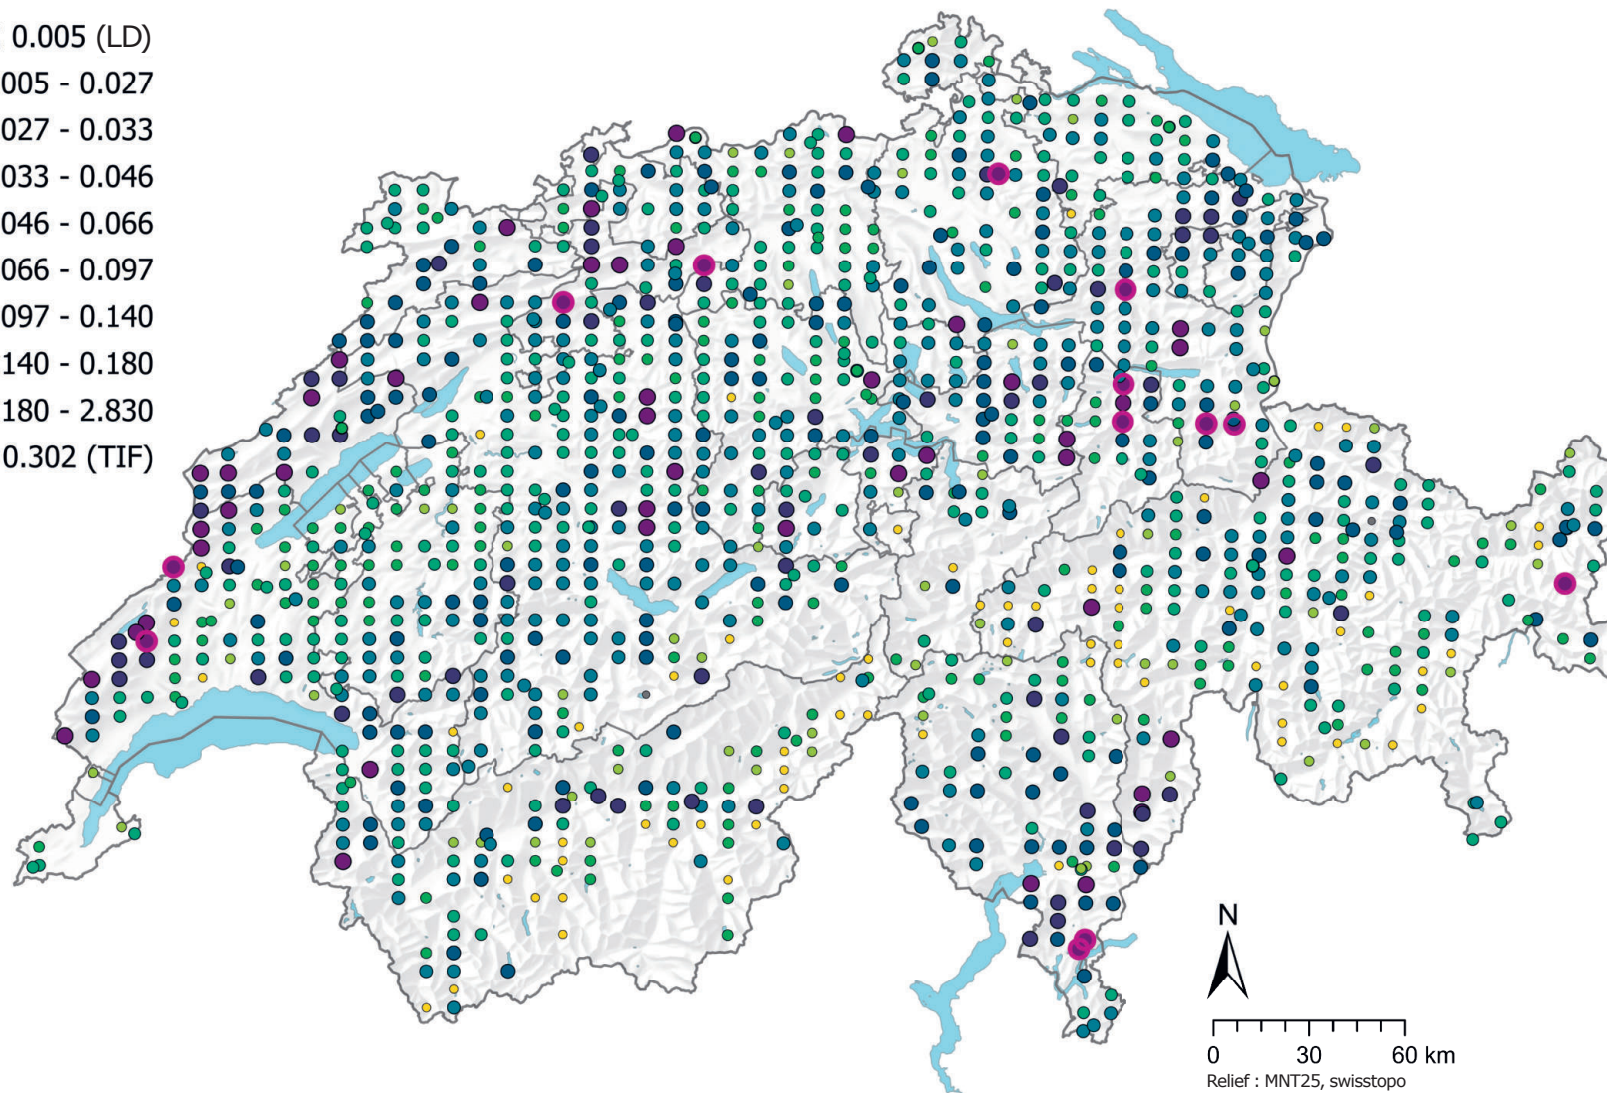 0.005 (LD)
005 - 0.027
027 - 0.033
033 - 0.046
046 - 0.066
066 - 0.097
097 - 0.140
140 - 0.180
180 - 2.830
0.302 (TIF)
N
0 30 60 km
Relief : MNT25, swisstopo